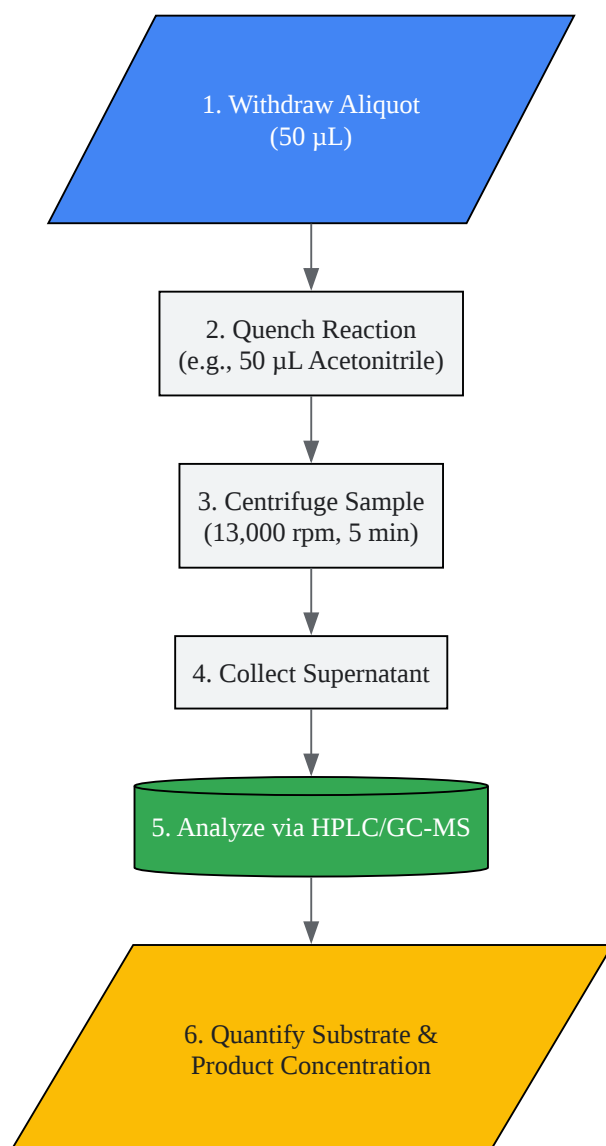 1. Withdraw Aliquot
(50 µL)
2. Quench Reaction
(e.g., 50 µL Acetonitrile)
3. Centrifuge Sample
(13,000 rpm, 5 min)
4. Collect Supernatant
5. Analyze via HPLC/GC-MS
6. Quantify Substrate &
Product Concentration